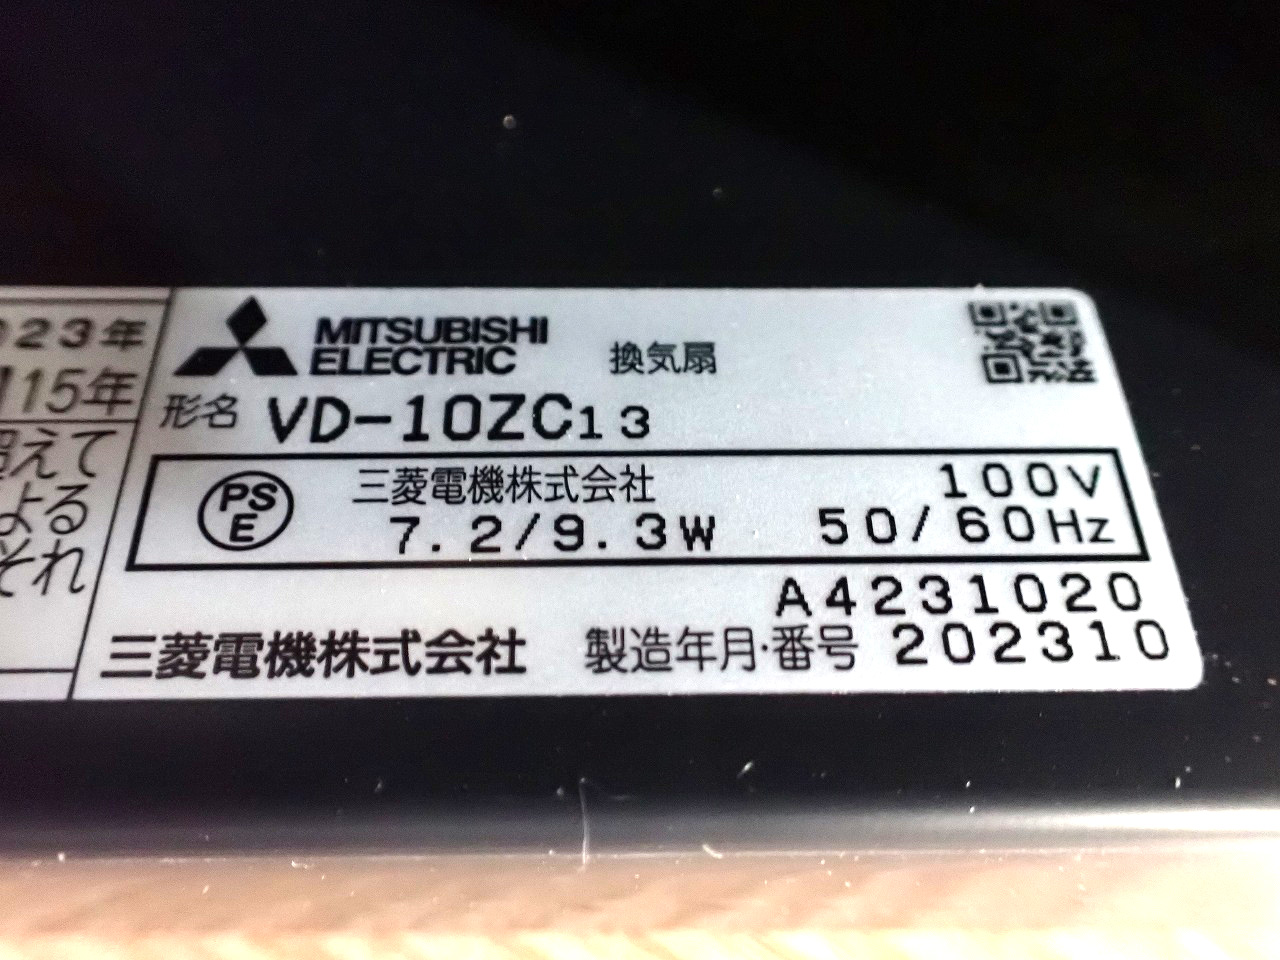 023年
15年
超えて
よる
それ
MITSUBISHI
ELECTRIC
換気扇
形名 VD-10ZC13
PS
E
三菱電機株式会社
100V
7.2/9.3W
50/60Hz
A4231020
三菱電機株式会社
製造年月・番号 202310